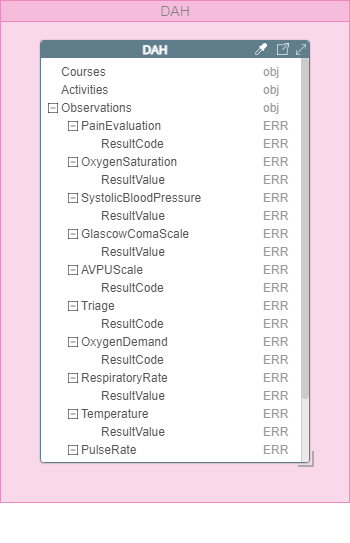 DAH
DAH
Courses obj
Activities obj
Observations obj
PainEvaluation ERR
ResultCode ERR
OxygenSaturation ERR
ResultValue ERR
SystolicBloodPressure ERR
ResultValue ERR
GlascowComaScale ERR
ResultValue ERR
AVPUScale ERR
ResultCode ERR
Triage ERR
ResultCode ERR
OxygenDemand ERR
ResultCode ERR
RespiratoryRate ERR
ResultValue ERR
Temperature ERR
ResultValue ERR
PulseRate ERR